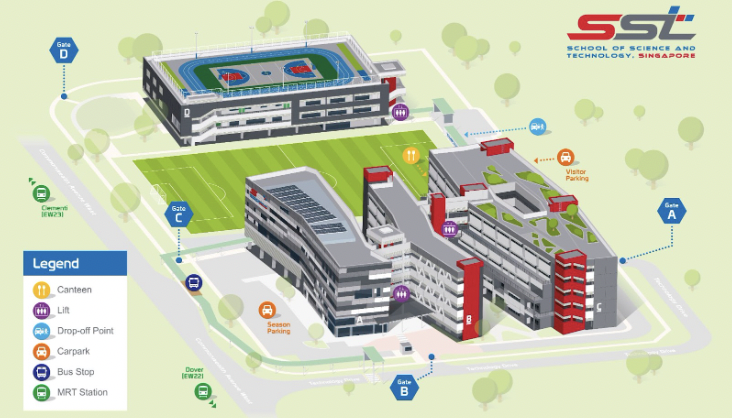 Gate
D
SST
SCHOOL OF SCIENCE AND
TECHNOLOGY, SINGAPORE
D
Visitor
Parking
Gate
A
Clementi
(EW23)
Gate
C
Legend
Canteen
Lift
Drop-off Point
Carpark
Bus Stop
MRT Station
Season
Parking
A
B
C
Dover
(EW22)
Gate
B